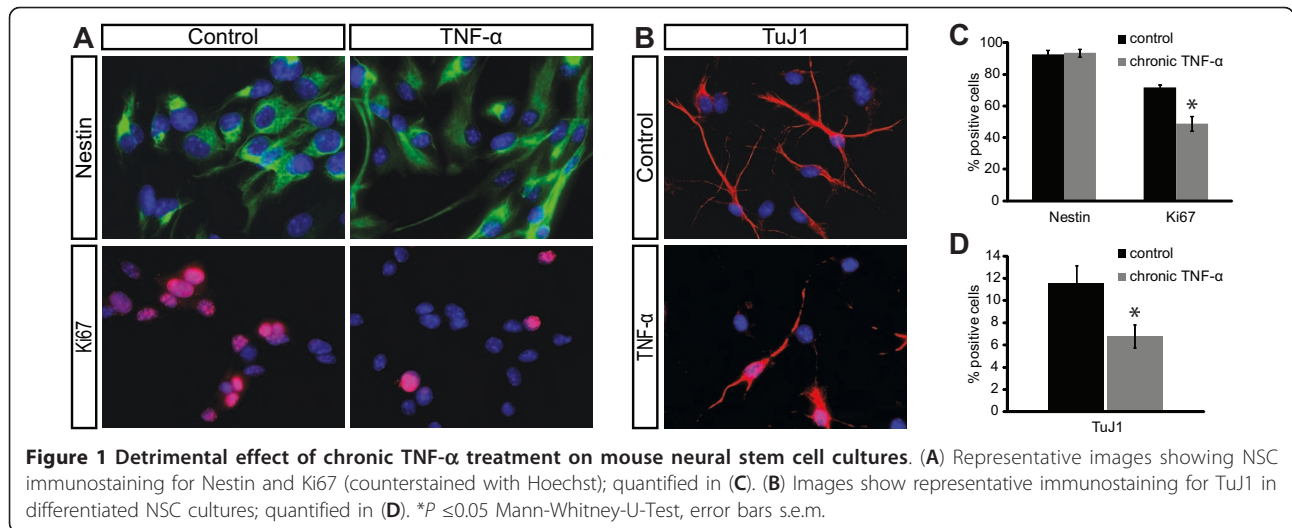 A
Control
TNF-α
Nestin
Ki67
B
TuJ1
Control
TNF-α
C
control
chronic TNF-α
% positive cells
100
80
60
40
20
0
*
Nestin
Ki67
D
control
chronic TNF-α
% positive cells
14
12
10
8
6
4
2
0
*
TuJ1
Figure 1 Detrimental effect of chronic TNF-α treatment on mouse neural stem cell cultures. (A) Representative images showing NSC
immunostaining for Nestin and Ki67 (counterstained with Hoechst); quantified in (C). (B) Images show representative immunostaining for TuJ1 in
differentiated NSC cultures; quantified in (D). *P ≤0.05 Mann-Whitney-U-Test, error bars s.e.m.